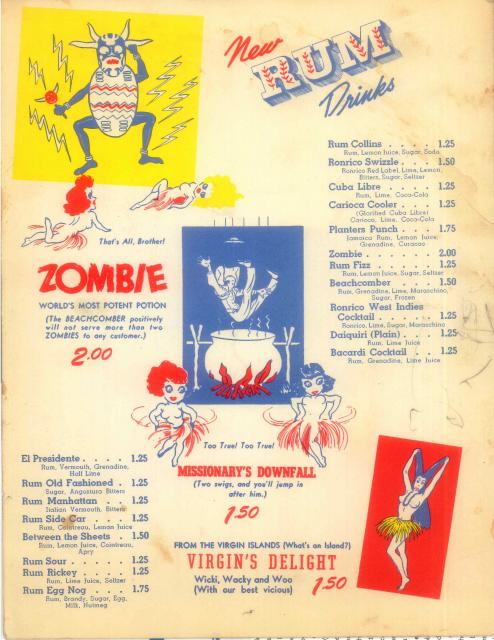 New
RUM
Drinks
Rum Collins . . . . 1.25
Rum, Lemon Juice, Sugar, Soda
Ronrico Swizzle . . . . 1.50
Ronrico Red Label, Lime, Lemon,
Bitters, Sugar, Seltzer
Cuba Libre . . . . 1.25
Rum, Lime, Coca-Cola
Carioca Cooler . . . . 1.25
(Glorified Cuba Libre)
Carioca, Lime, Coca-Cola
Planters Punch . . . . 1.75
Jamaica Rum, Lemon Juice,
Grenadine, Curacao
Zombie . . . . 2.00
Rum Fizz . . . . 1.25
Rum, Lemon Juice, Sugar, Seltzer
Beachcomber . . . . 1.50
Rum, Grenadine, Lime, Maraschino,
Sugar, Frozen
Ronrico West Indies
Cocktail . . . . 1.25
Ronrico, Lime, Sugar, Maraschino
Daiquiri (Plain) . . . . 1.25
Rum, Lime Juice
Bacardi Cocktail . . . . 1.25
Rum, Grenadine, Lime Juice
That's All, Brother!
ZOMBIE
WORLD'S MOST POTENT POTION
(The BEACHCOMBER positively
will not serve more than two
ZOMBIES to any customer.)
2.00
Too True! Too True!
MISSIONARY'S DOWNFALL
(Two swigs, and you'll jump in
after him.)
1.50
FROM THE VIRGIN ISLANDS (What's an Island?)
VIRGIN'S DELIGHT
Wicki, Wacky and Woo
(With our best vicious)
1.50
El Presidente . . . . 1.25
Rum, Vermouth, Grenadine,
Half Lime
Rum Old Fashioned . 1.25
Sugar, Angostura Bitters
Rum Manhattan . . . 1.25
Italian Vermouth, Bitters
Rum Side Car . . . . 1.25
Rum, Cointreau, Lemon Juice
Between the Sheets . 1.50
Rum, Lemon Juice, Cointreau,
Apry
Rum Sour . . . . 1.25
Rum Rickey . . . . 1.25
Rum, Lime Juice, Seltzer
Rum Egg Nog . . . . 1.75
Rum, Brandy, Sugar, Egg,
Milk, Nutmeg